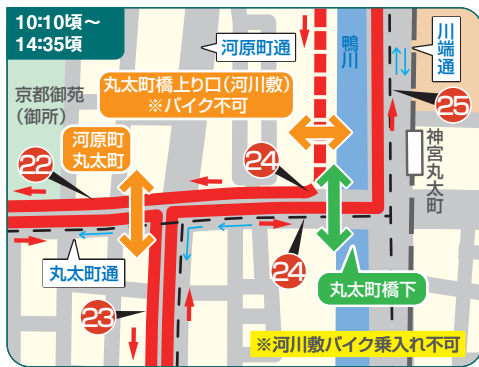 10:10頃~
14:35頃
河原町通
鴨川
川端通
京都御苑
(御所)
丸太町橋上り口(河川敷)
※バイク不可
25
河原町
丸太町
24
神宮丸太町
22
丸太町通
24
丸太町橋下
23
※河川敷バイク乗入れ不可